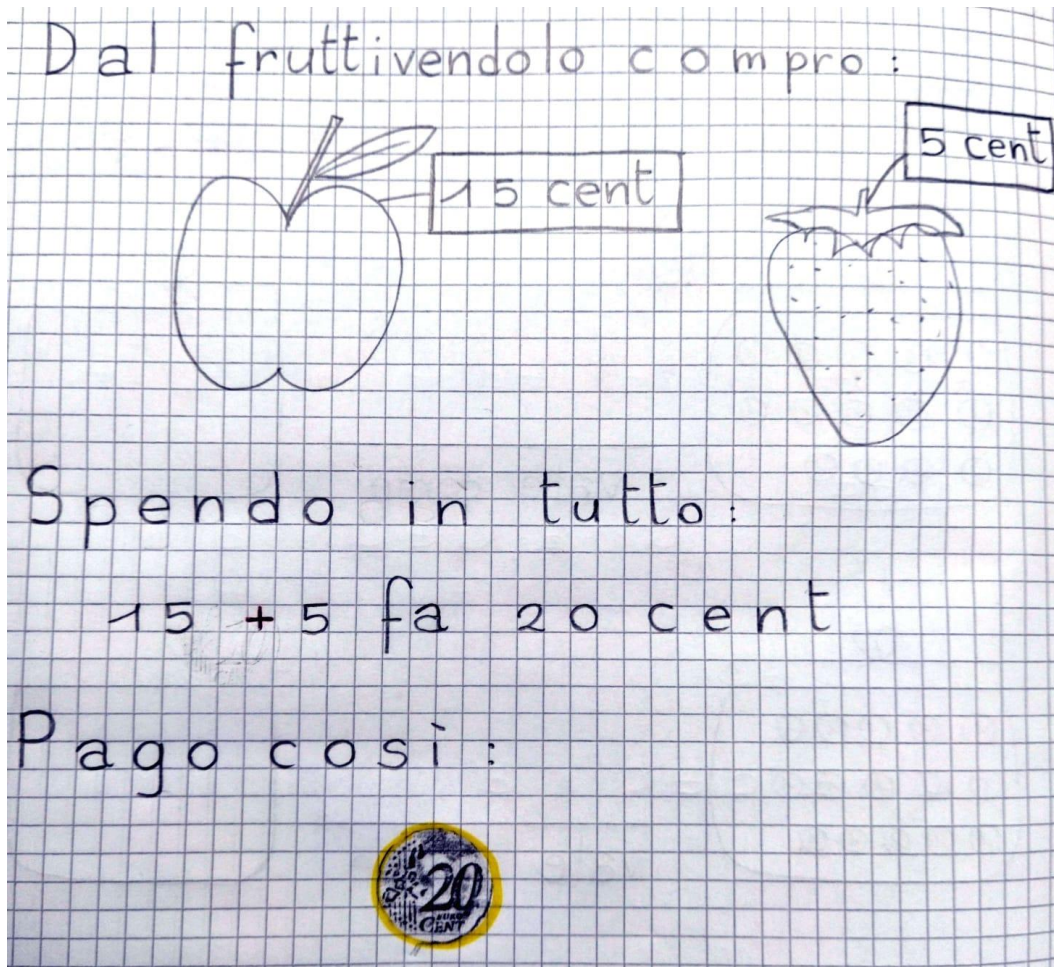 Dal fruttivendolo compro:
15 cent
5 cent
Spendo in tutto:
15 + 5 fa 20 cent
Pago così:
20
EURO
CENT